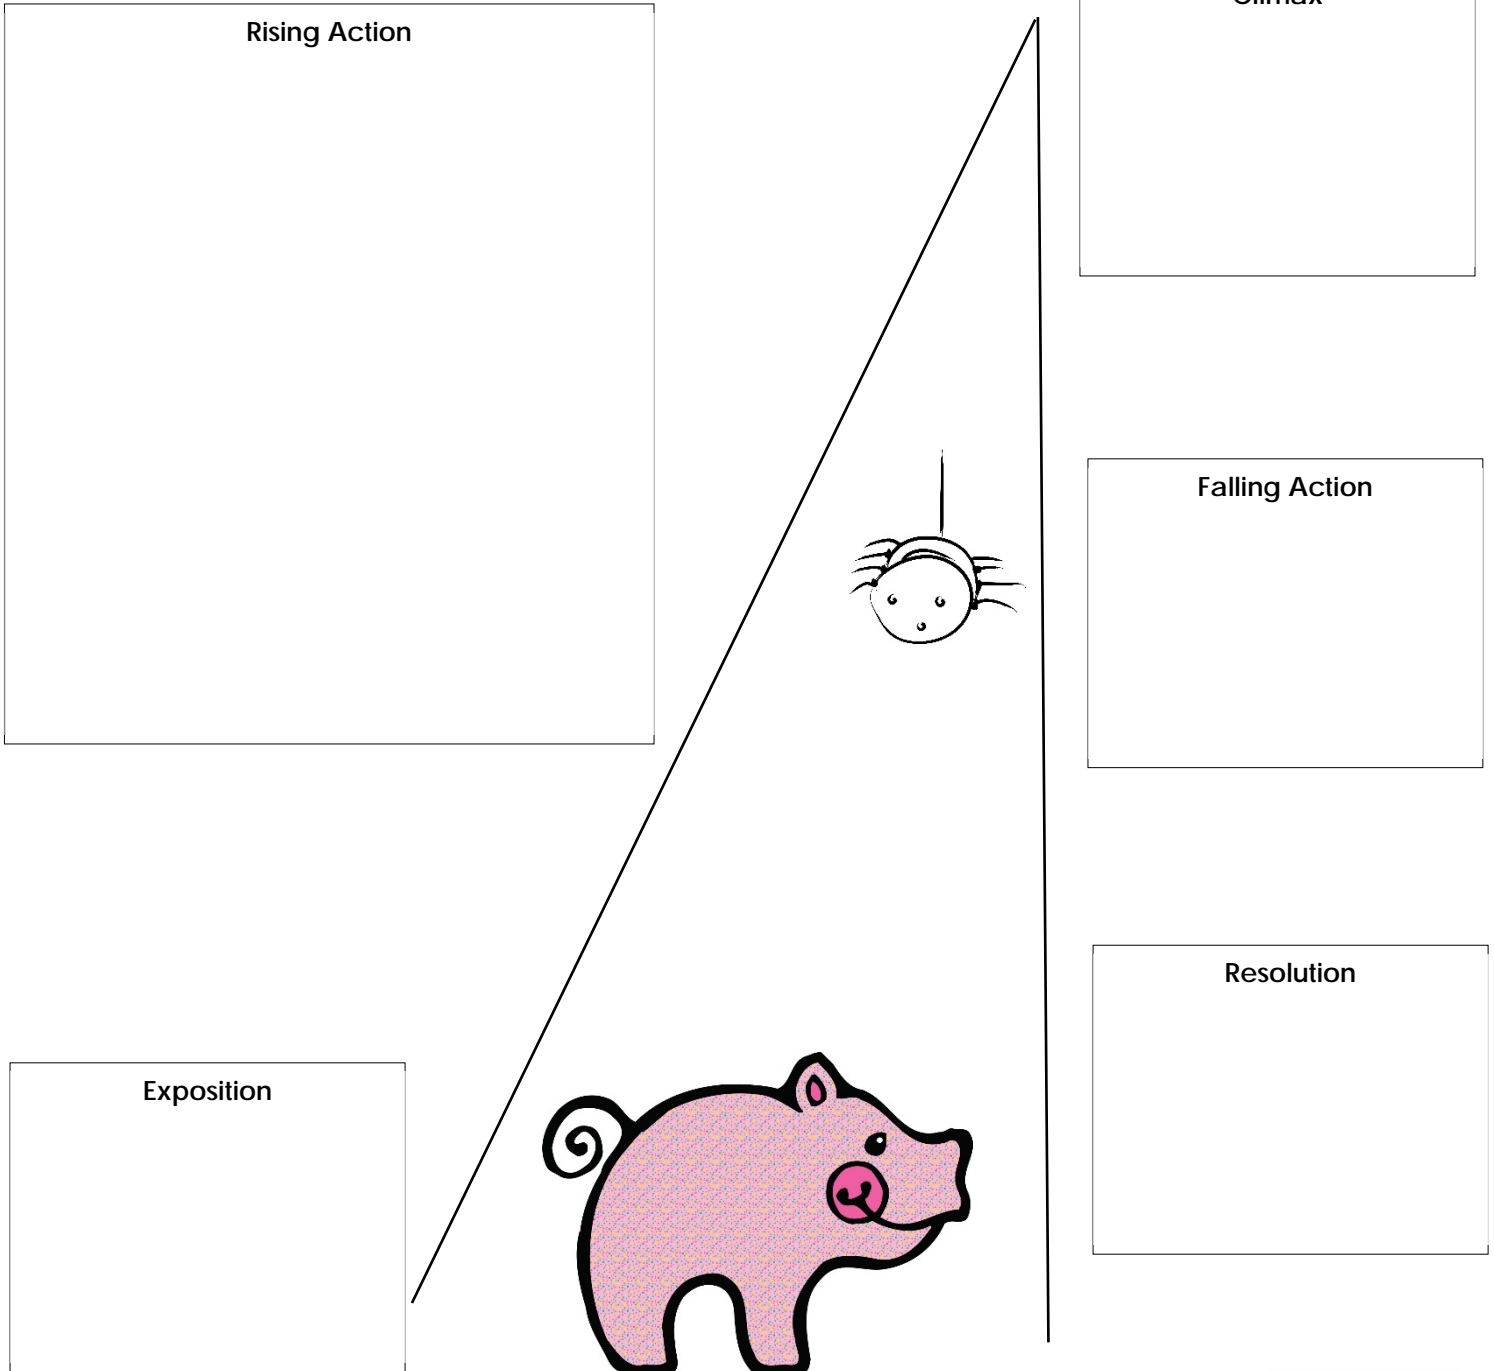 Climax
Rising Action
Falling Action
Resolution
Exposition